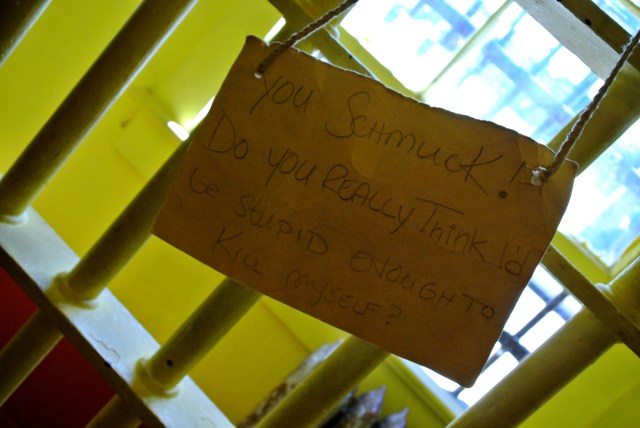 YOU SCHMUCK!!
DO YOU REALLY Think I'd
be STUPID ENOUGH TO
Kill MYSELF?